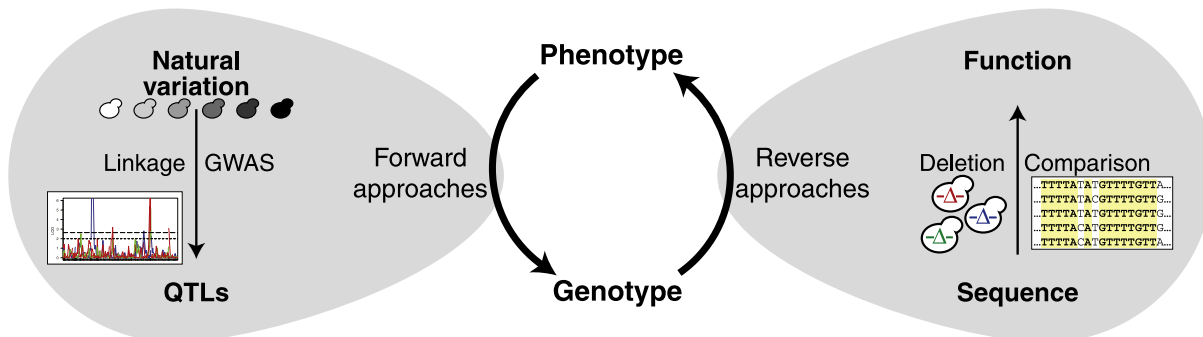 Natural
variation
Linkage
GWAS
QTLs
Forward
approaches
Phenotype
Genotype
Reverse
approaches
Function
Deletion
Comparison
-Δ-
-Δ-
-Δ-
...TTTTATATGTTTTGTTA...
...TTTTATACGTTTTGTTG...
...TTTTATATGTTTTGTTG...
...TTTTATATGTTTTGTTG...
...TTTTACATGTTTTGTTA...
Sequence